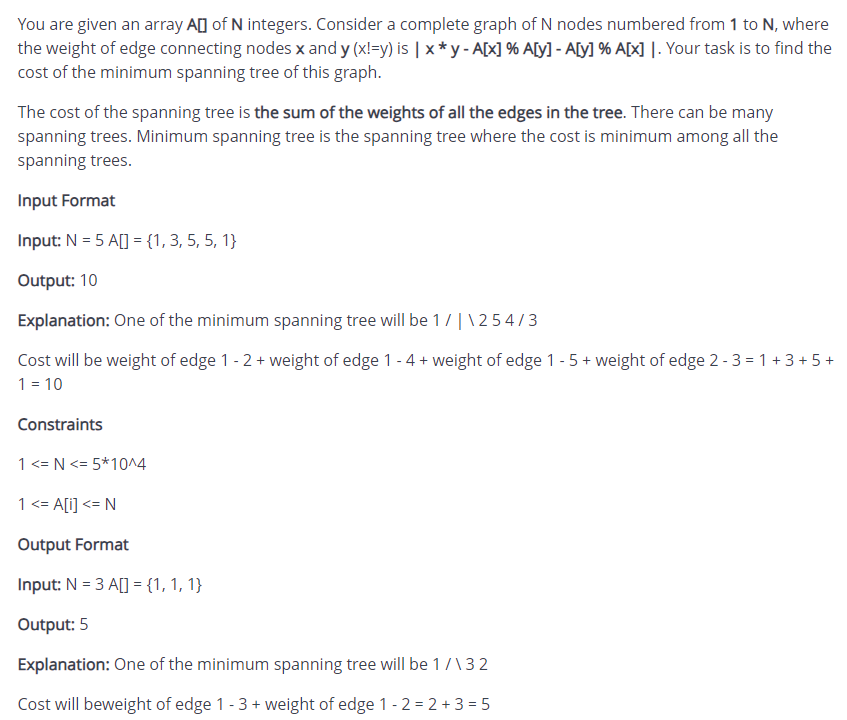 You are given an array A[] of N integers. Consider a complete graph of N nodes numbered from 1 to N, where
the weight of edge connecting nodes x and y (x!=y) is | x * y - A[x] % A[y] - A[y] % A[x] |. Your task is to find the
cost of the minimum spanning tree of this graph.
The cost of the spanning tree is the sum of the weights of all the edges in the tree. There can be many
spanning trees. Minimum spanning tree is the spanning tree where the cost is minimum among all the
spanning trees.
Input Format
Input: N = 5 A[] = {1, 3, 5, 5, 1}
Output: 10
Explanation: One of the minimum spanning tree will be 1 / | \ 2 5 4 / 3
Cost will be weight of edge 1 - 2 + weight of edge 1 - 4 + weight of edge 1 - 5 + weight of edge 2 - 3 = 1 + 3 + 5 +
1 = 10
Constraints
1 <= N <= 5*10^4
1 <= A[i] <= N
Output Format
Input: N = 3 A[] = {1, 1, 1}
Output: 5
Explanation: One of the minimum spanning tree will be 1 / \ 3 2
Cost will beweight of edge 1 - 3 + weight of edge 1 - 2 = 2 + 3 = 5